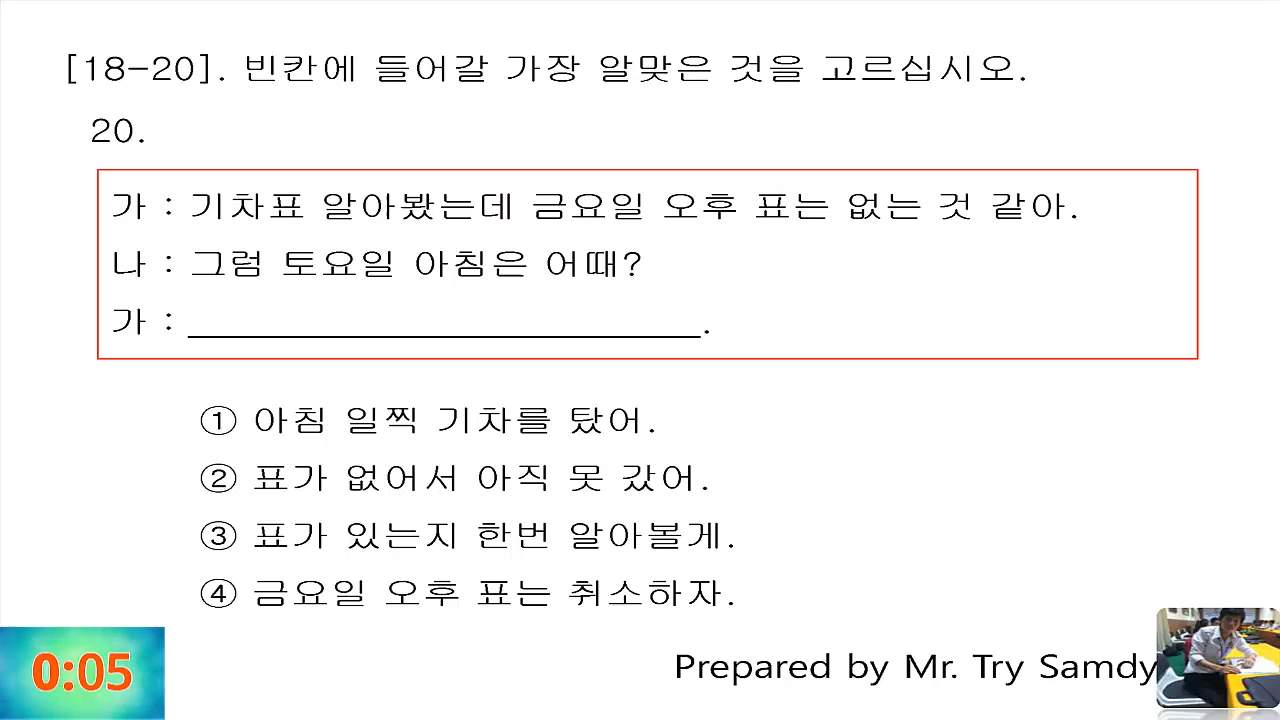 [18-20]. 빈칸에 들어갈 가장 알맞은 것을 고르십시오.
20.
가 : 기차표 알아봤는데 금요일 오후 표는 없는 것 같아.
나 : 그럼 토요일 아침은 어때?
가 : ______________________________.
① 아침 일찍 기차를 탔어.
② 표가 없어서 아직 못 갔어.
③ 표가 있는지 한번 알아볼게.
④ 금요일 오후 표는 취소하자.
0:05
Prepared by Mr. Try Samdy